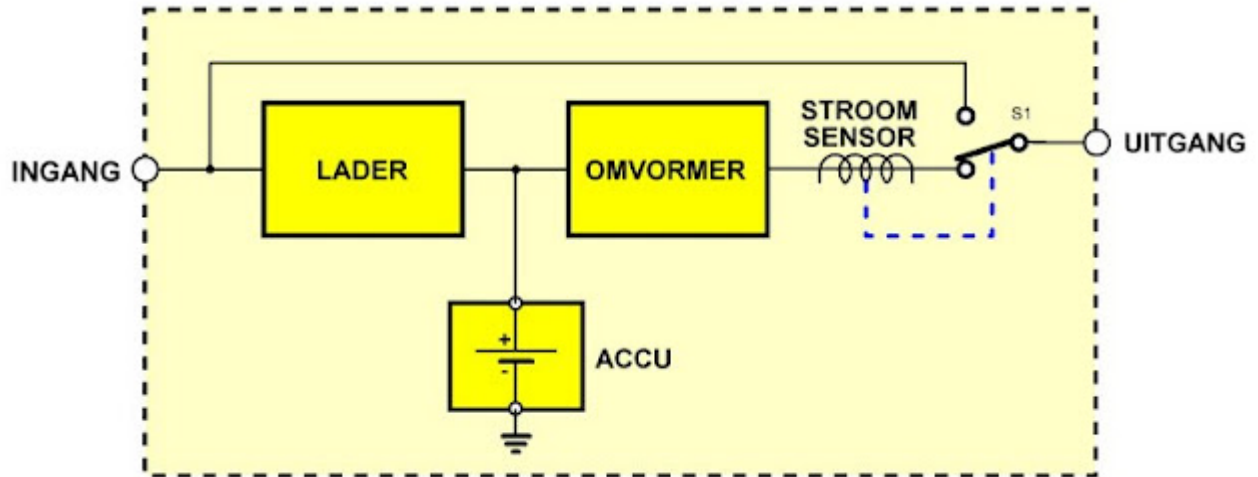 STROOM
SENSOR
S1
INGANG
LADER
OMVORMER
UITGANG
+
-
ACCU